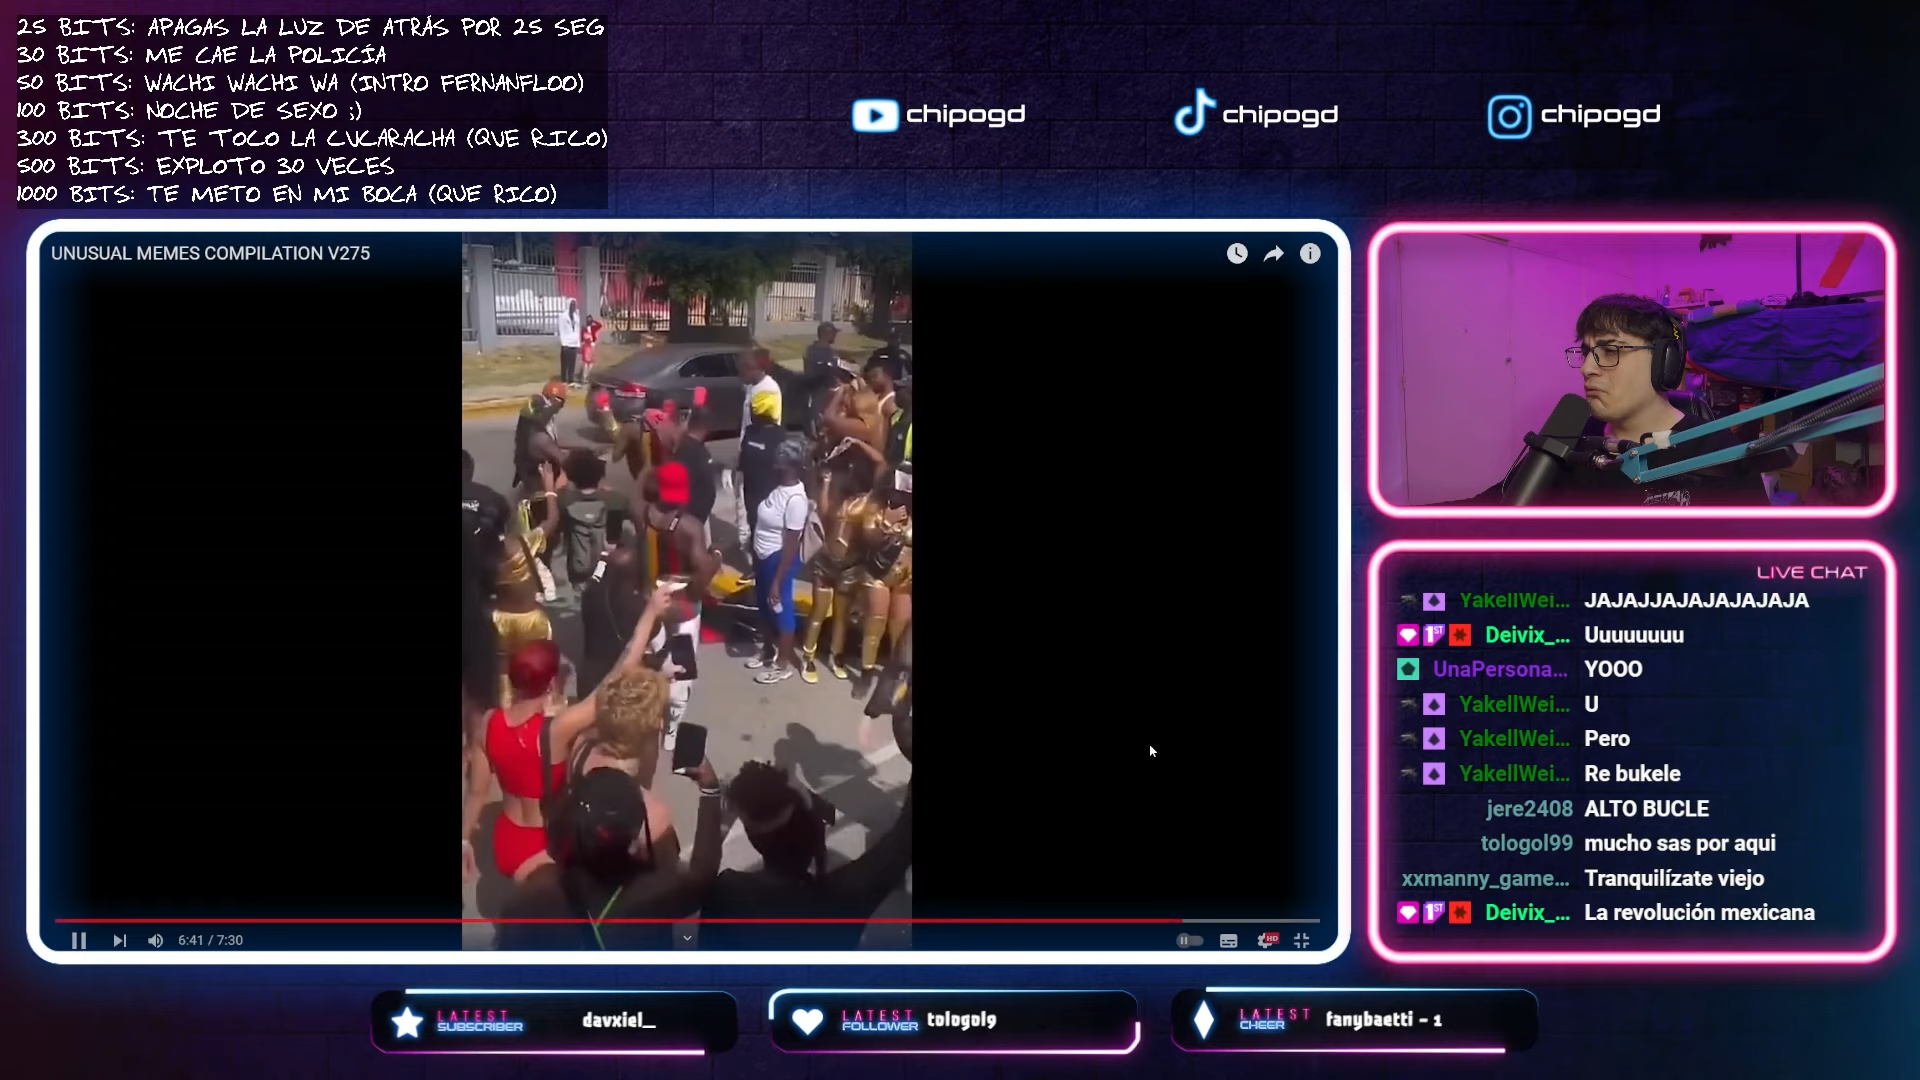 25 BITS: APAGAS LA LUZ DE ATRÁS POR 25 SEG
30 BITS: ME CAE LA POLICÍA
50 BITS: WACHI WACHI WA (INTRO FERNANFLOO)
100 BITS: NOCHE DE SEXO ;)
300 BITS: TE TOCO LA CUCARACHA (QUE RICO)
500 BITS: EXPLOTO 30 VECES
1000 BITS: TE METO EN MI BOCA (QUE RICO)
chipogd
chipogd
chipogd
UNUSUAL MEMES COMPILATION V275
6:41 / 7:30
HD
LIVE CHAT
YakellWei... JAJAJJAJAJAJAJAJA
1ST Deivix_... Uuuuuuuu
UnaPersona... YOOO
YakellWei... U
YakellWei... Pero
YakellWei... Re bukele
jere2408 ALTO BUCLE
tologol99 mucho sas por aqui
xxmanny_game... Tranquilízate viejo
1ST Deivix_... La revolución mexicana
LATEST SUBSCRIBER davxiel_
LATEST FOLLOWER tologol9
LATEST CHEER fanybaetti - 1